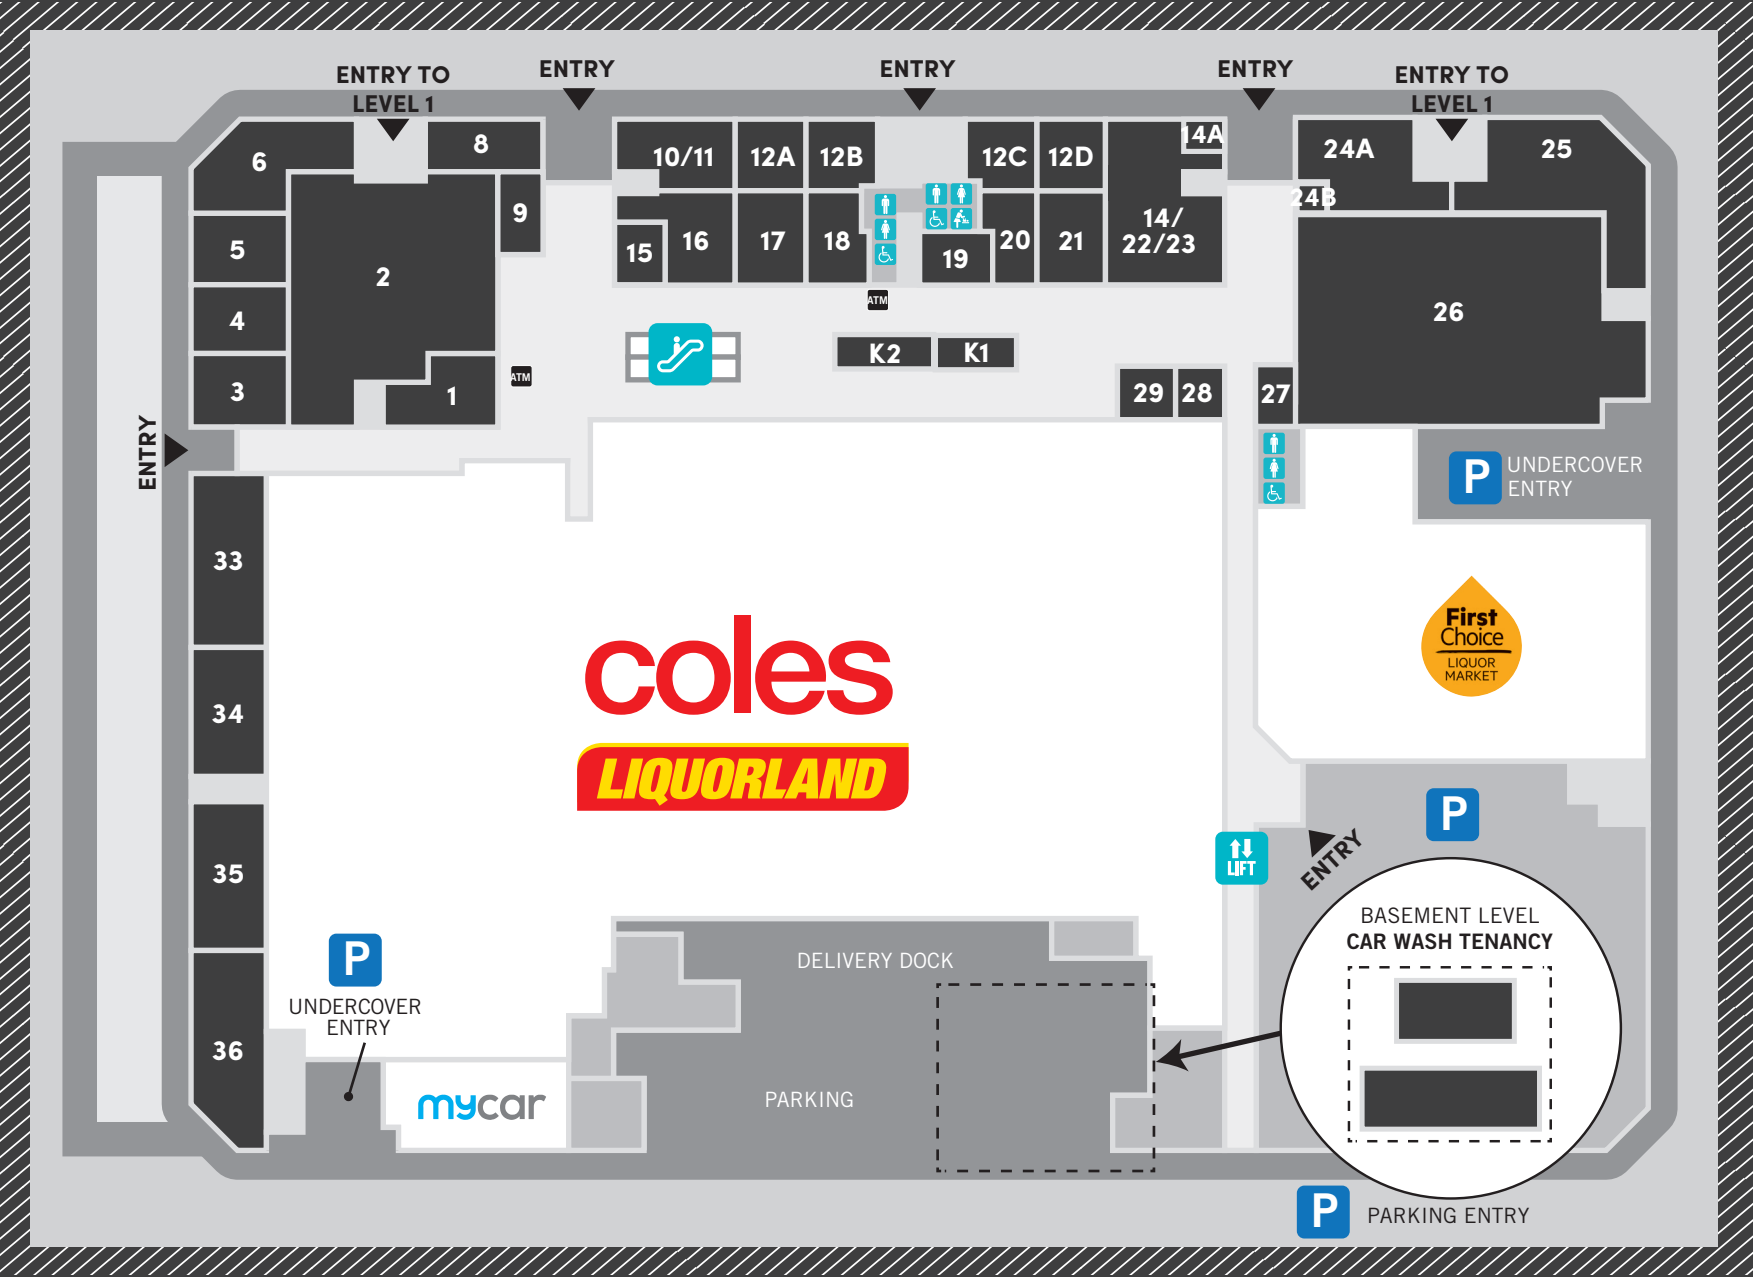 ENTRY TO
LEVEL 1
ENTRY
ENTRY
ENTRY
ENTRY TO
LEVEL 1
6
8
10/11
12A
12B
12C
12D
14A
24A
25
5
2
9
15
16
17
18
19
20
21
14/
22/23
24B
26
4
3
1
ATM
ATM
K2
K1
29
28
27
ENTRY
P
UNDERCOVER
ENTRY
33
34
35
36
coles
LIQUORLAND
First
Choice
LIQUOR
MARKET
P
LIFT
ENTRY
BASEMENT LEVEL
CAR WASH TENANCY
P
UNDERCOVER
ENTRY
DELIVERY DOCK
PARKING
mycar
P
PARKING ENTRY